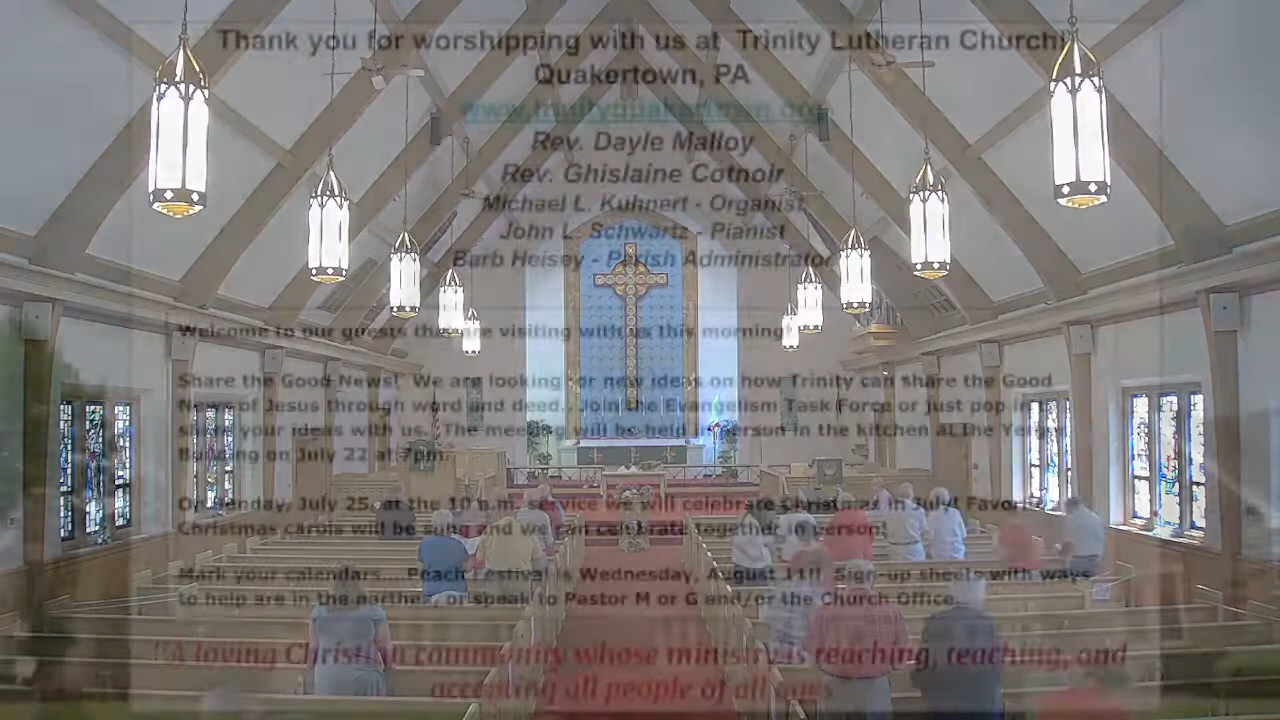 Thank you for worshipping with us at Trinity Lutheran Church!
Quakertown, PA
www.trinityquakertown.org
Rev. Dayle Malloy
Rev. Ghislaine Cotnoir
Michael L. Kuhnert - Organist
John L. Schwartz - Pianist
Barb Heisey - Parish Administrator
Welcome to our guests that are visiting with us this morning!
Share the Good News! We are looking for new ideas on how Trinity can share the Good
News of Jesus through word and deed. Join the Evangelism Task Force or just pop in to
share your ideas with us. The meeting will be held in person in the kitchen at the Yerger
Building on July 22 at 7pm.
On Sunday, July 25, at the 10 a.m. service we will celebrate Christmas in July! Favorite
Christmas carols will be sung and we can celebrate together in person!
Mark your calendars... Peach Festival is Wednesday, August 11!! Sign-up sheets with ways
to help are in the narthex, or speak to Pastor M or G and/or the Church Office.
"A loving Christian community whose ministry is reaching, teaching, and
accepting all people of all ages